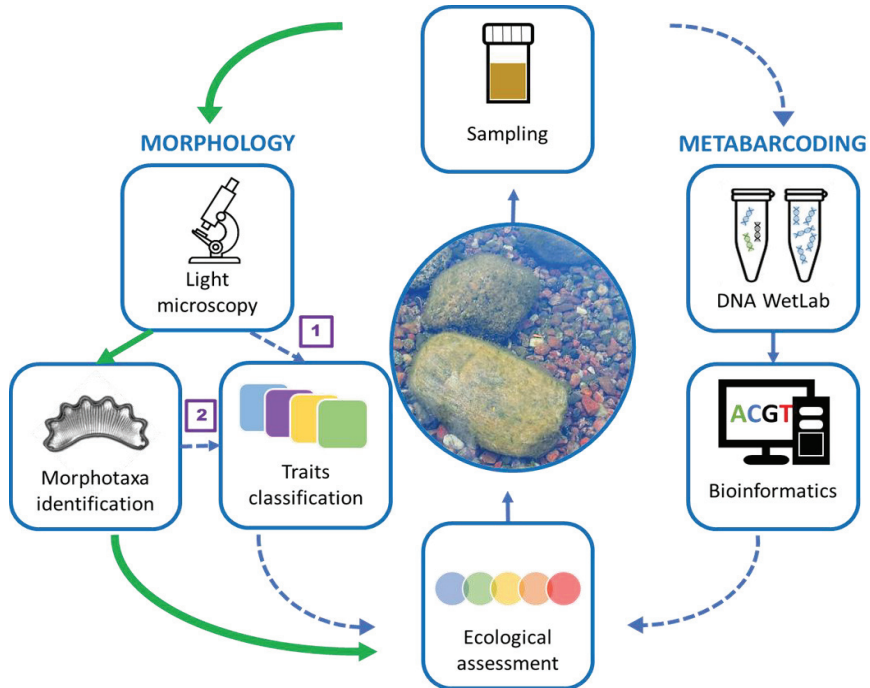 Sampling
MORPHOLOGY
METABARCODING
Light
microscopy
DNA WetLab
1
2
Morphotaxa
identification
Traits
classification
ACGT
Bioinformatics
Ecological
assessment